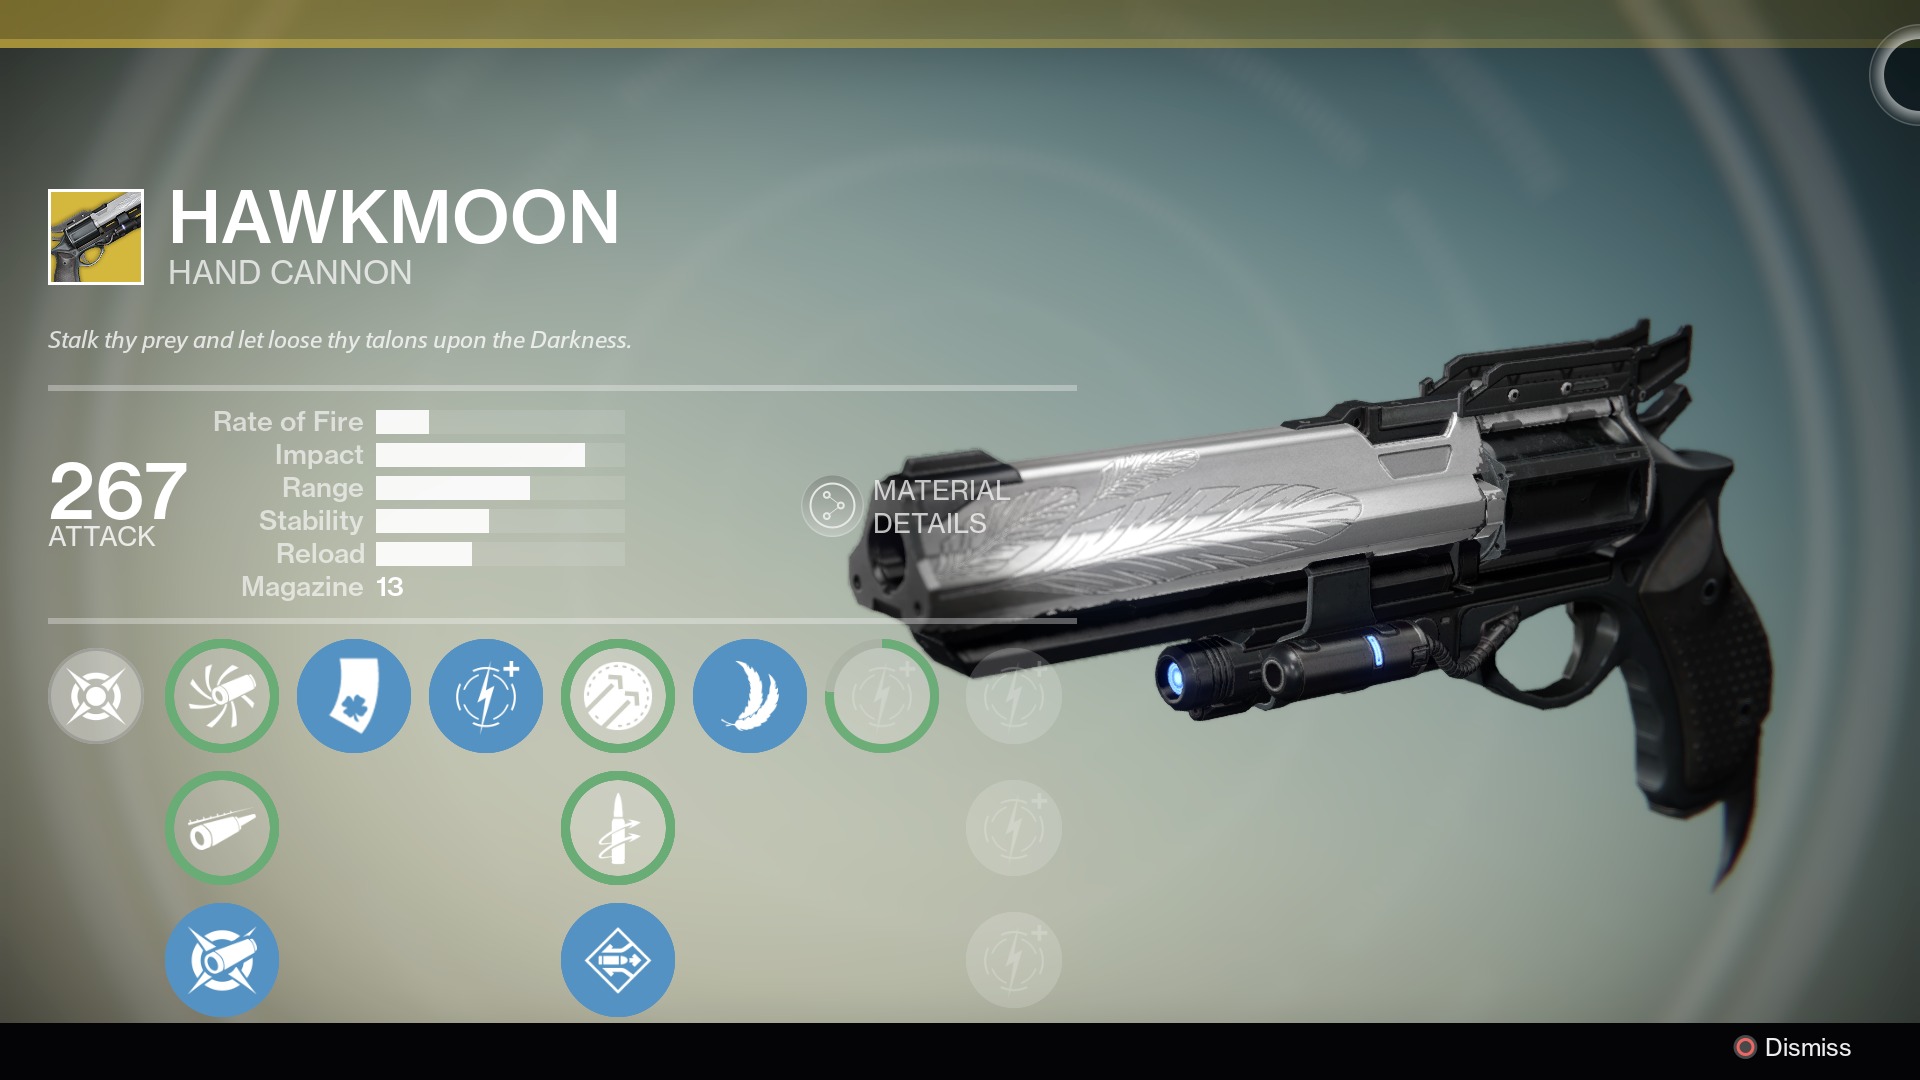 HAWKMOON
HAND CANNON
Stalk thy prey and let loose thy talons upon the Darkness.
267
ATTACK
Rate of Fire
Impact
Range
Stability
Reload
Magazine 13
MATERIAL
DETAILS
Dismiss